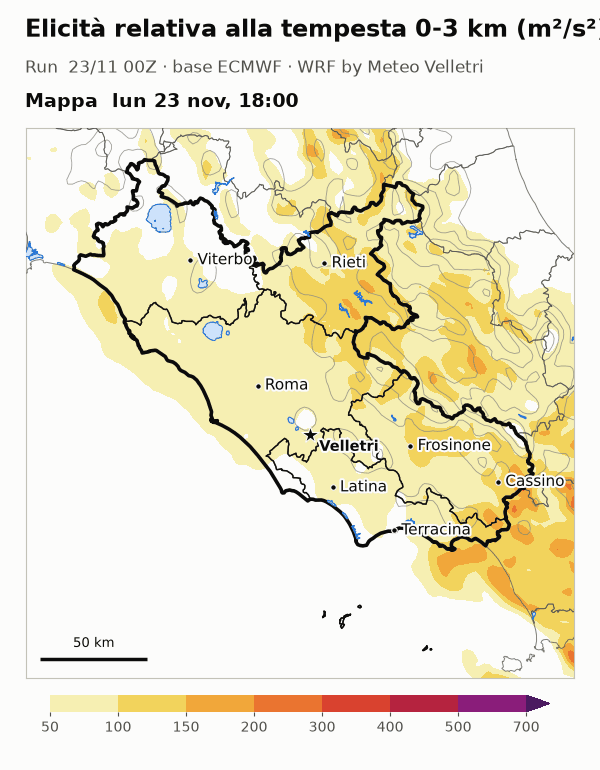 Elicità relativa alla tempesta 0-3 km (m²/s²)
Run 23/11 00Z · base ECMWF · WRF by Meteo Velletri
Mappa lun 23 nov, 18:00
Viterbo
Rieti
Roma
Velletri
Frosinone
Cassino
Latina
Terracina
50 km
50 100 150 200 300 400 500 700